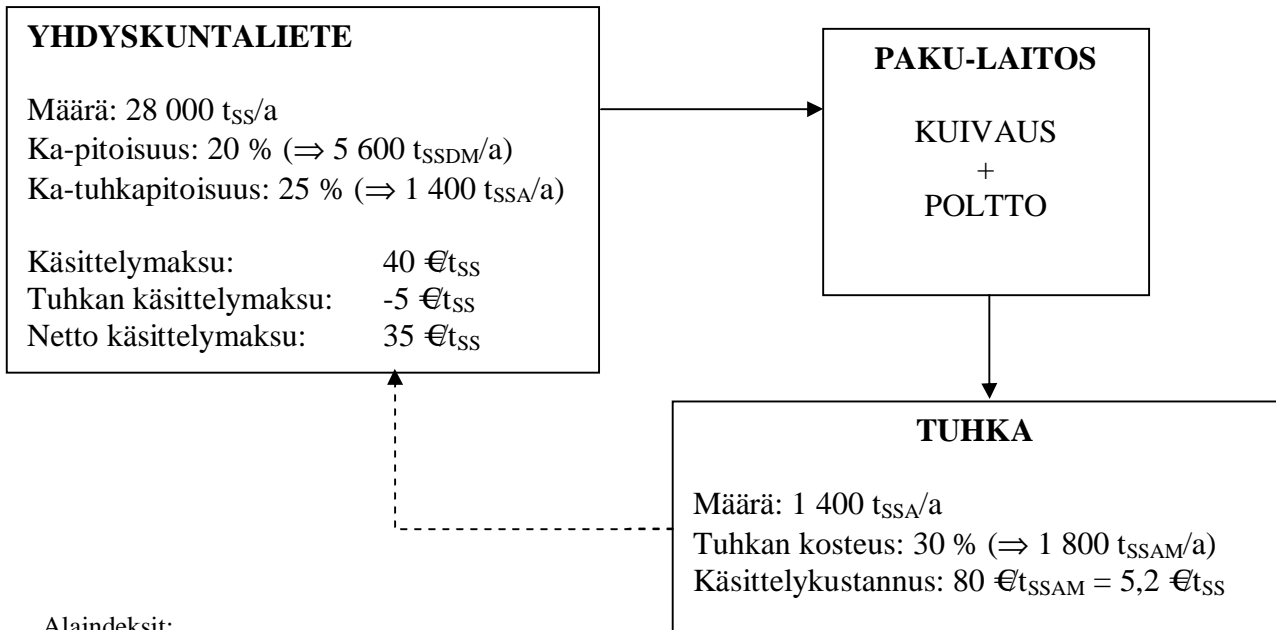 YHDYSKUNTALIETE
Määrä: 28 000 tSS/a
Ka-pitoisuus: 20 % (⇒ 5 600 tSSDM/a)
Ka-tuhkapitoisuus: 25 % (⇒ 1 400 tSSA/a)
Käsittelymaksu: 40 €/tSS
Tuhkan käsittelymaksu: -5 €/tSS
Netto käsittelymaksu: 35 €/tSS
PAKU-LAITOS
KUIVAUS
+
POLTTO
TUHKA
Määrä: 1 400 tSSA/a
Tuhkan kosteus: 30 % (⇒ 1 800 tSSAM/a)
Käsittelykustannus: 80 €/tSSAM = 5,2 €/tSS
Alaindeksit: